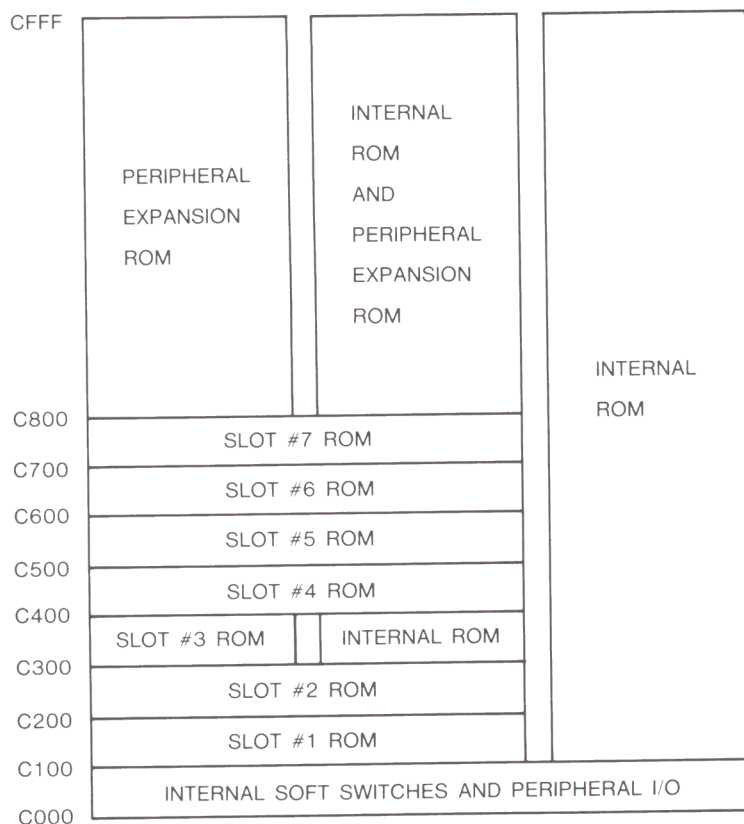 CFFF
PERIPHERAL
EXPANSION
ROM
INTERNAL
ROM
AND
PERIPHERAL
EXPANSION
ROM
INTERNAL
ROM
C800
SLOT #7 ROM
C700
SLOT #6 ROM
C600
SLOT #5 ROM
C500
SLOT #4 ROM
C400
SLOT #3 ROM
INTERNAL ROM
C300
SLOT #2 ROM
C200
SLOT #1 ROM
C100
INTERNAL SOFT SWITCHES AND PERIPHERAL I/O
C000